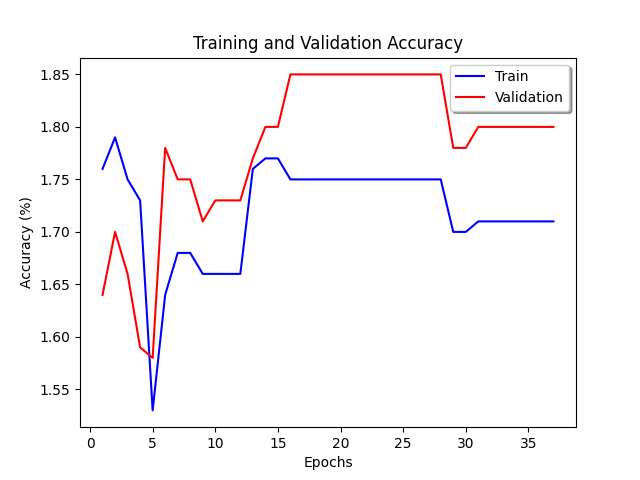 Training and Validation Accuracy
Train
Validation
1.85
1.80
1.75
1.70
1.65
1.60
1.55
Accuracy (%)
0 5 10 15 20 25 30 35
Epochs